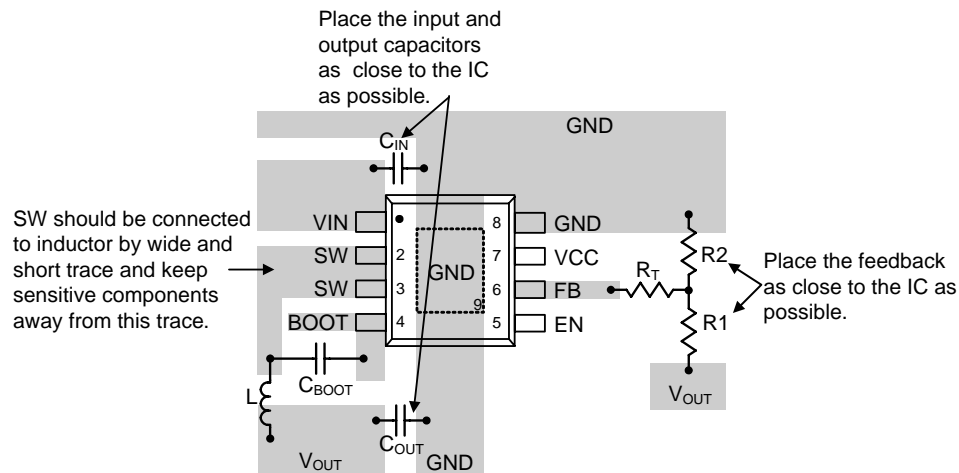 Place the input and
output capacitors
as close to the IC
as possible.
GND
CIN
SW should be connected
to inductor by wide and
short trace and keep
sensitive components
away from this trace.
VIN
SW
SW
BOOT
2
3
4
GND
9
8
7
6
5
GND
VCC
FB
EN
RT
R2
R1
Place the feedback
as close to the IC as
possible.
VOUT
L
CBOOT
COUT
VOUT
GND